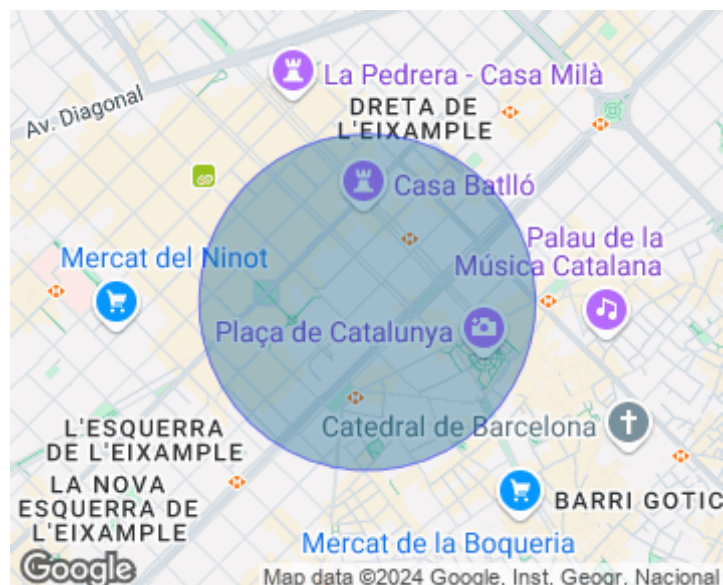 La Pedrera - Casa Milà
DRETA DE
L'EIXAMPLE
Av. Diagonal
Casa Batlló
Palau de la
Música Catalana
Mercat del Ninot
Plaça de Catalunya
L'ESQUERRA
DE L'EIXAMPLE
Catedral de Barcelona
LA NOVA
ESQUERRA DE
L'EIXAMPLE
BARRI GOTIC
Mercat de la Boqueria
Google
Map data ©2024 Google, Inst. Geogr. Nacional